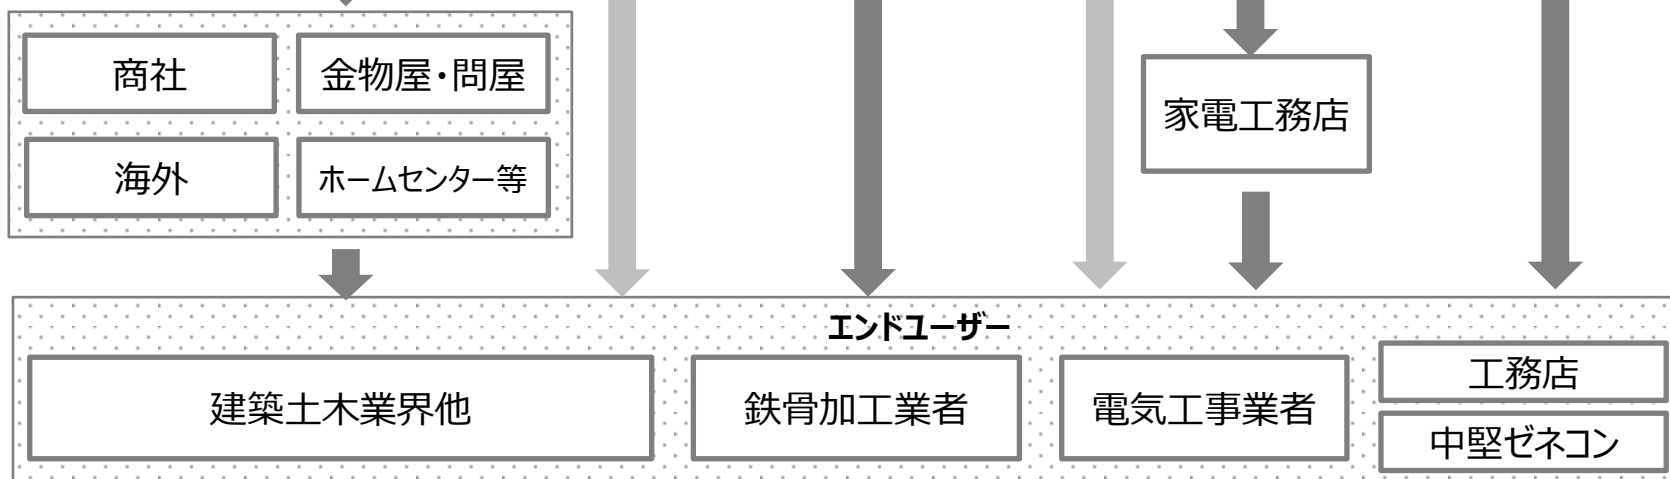 商社
金物屋・問屋
海外
ホームセンター等
家電工務店
エンドユーザー
建築土木業界他
鉄骨加工業者
電気工事業者
工務店
中堅ゼネコン